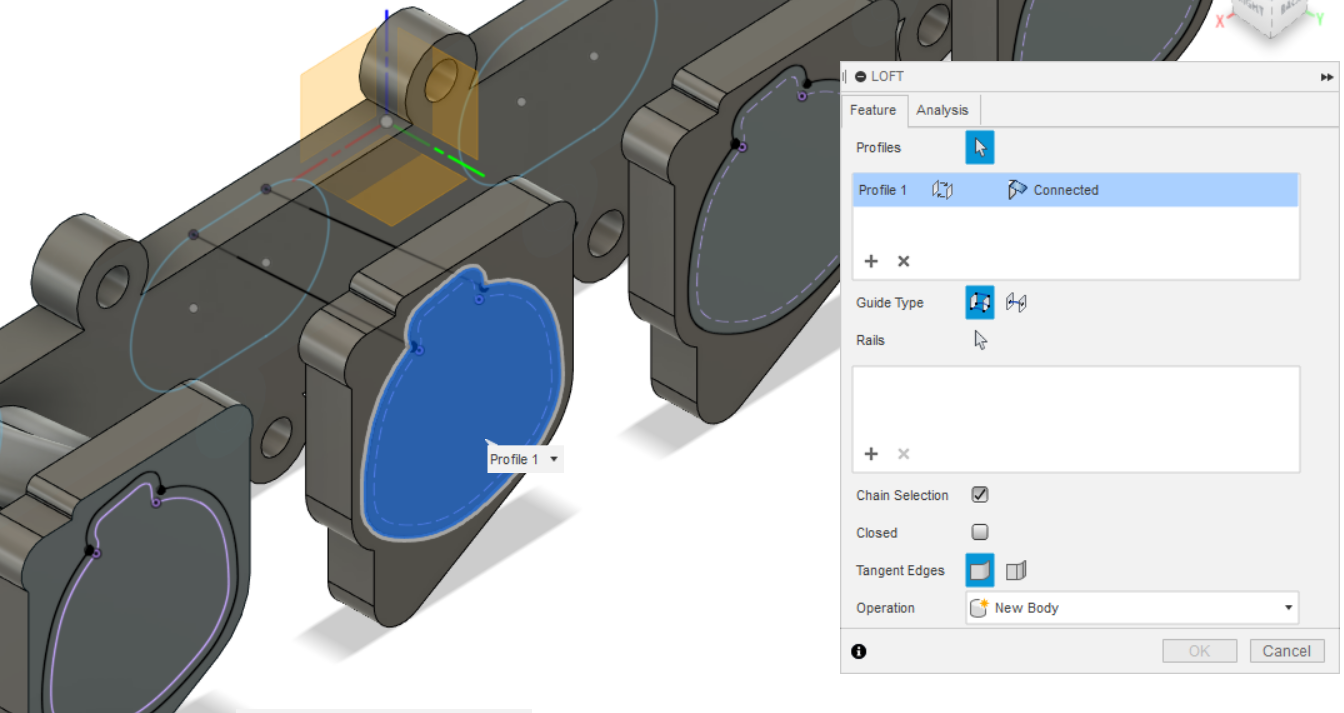 X
Y
LOFT
Feature
Analysis
Profiles
Profile 1
Connected
Guide Type
Rails
Profile 1
Chain Selection
Closed
Tangent Edges
Operation
New Body
OK
Cancel